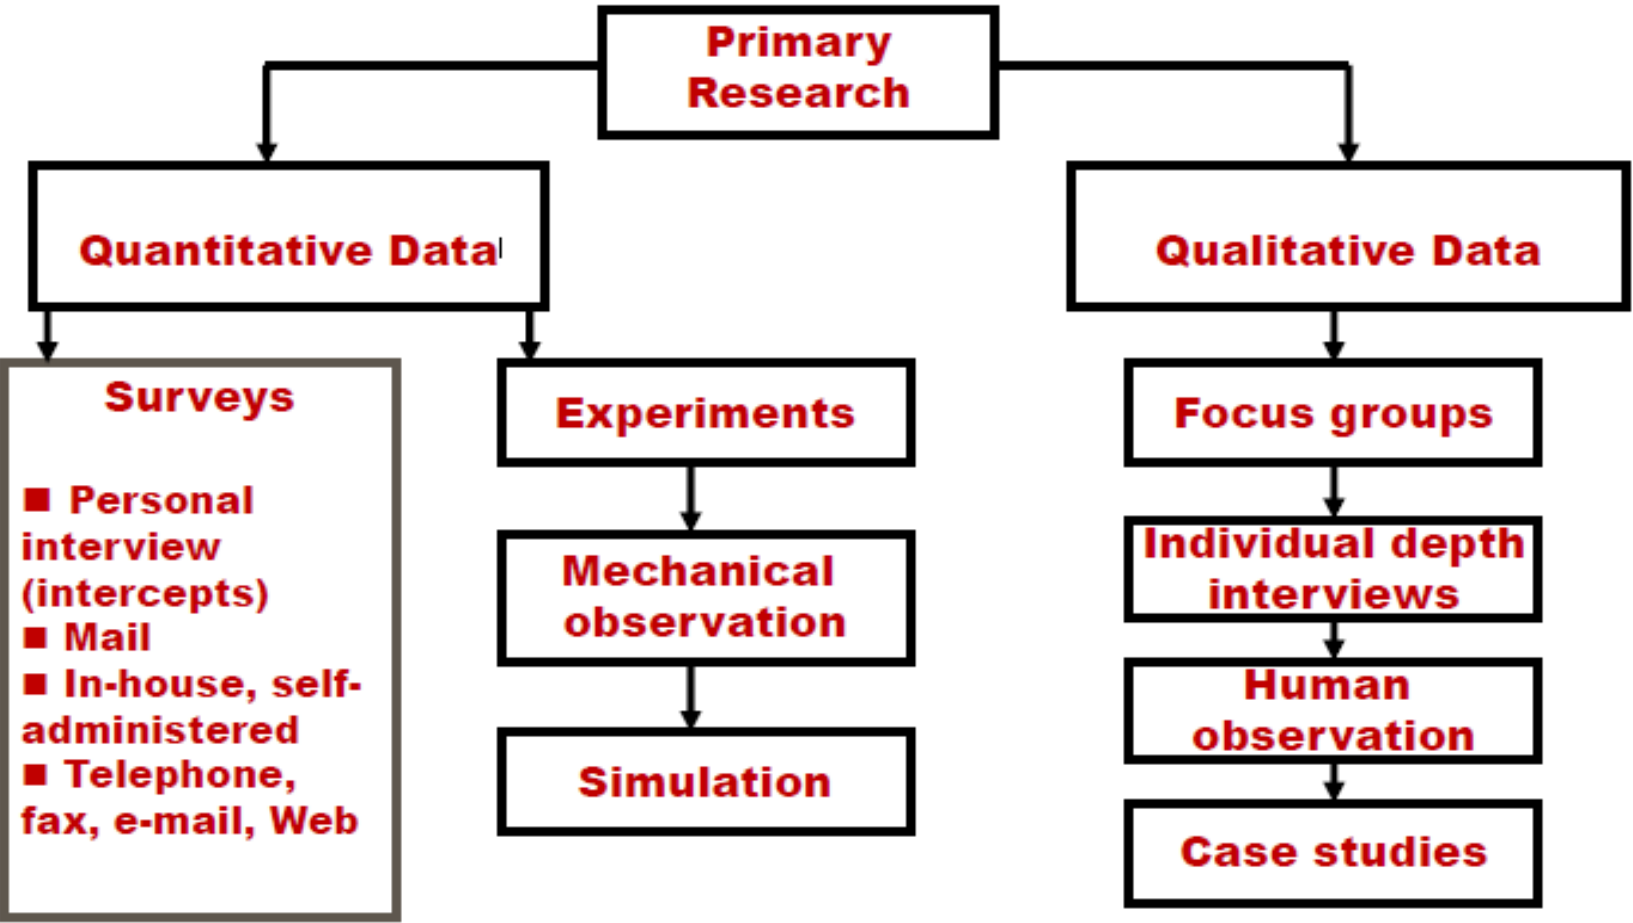 Primary
Research
Quantitative Data
Qualitative Data
Surveys
■ Personal
interview
(intercepts)
■ Mail
■ In-house, self-
administered
■ Telephone,
fax, e-mail, Web
Experiments
Mechanical
observation
Simulation
Focus groups
Individual depth
interviews
Human
observation
Case studies